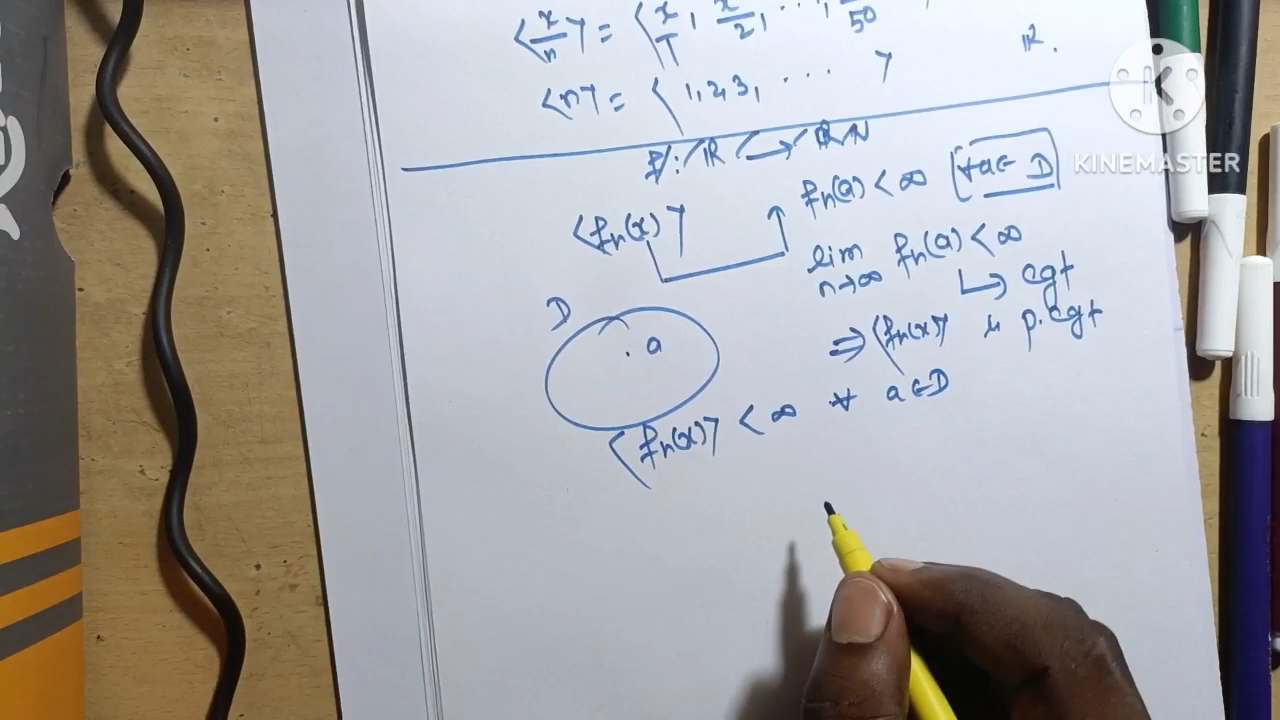 <x/n> = <x/1, x/2, ..., x/50,
ℝ.
<n> = < 1, 2, 3, ... >
KINEMASTER
<fₙ(x)>
fₙ(a) < ∞ [∀ a ∈ D]
lim n→∞ fₙ(a) < ∞
↳ cgt
D
a
⇒ <fₙ(x)> is p.cgt
<fₙ(x)> < ∞ ∀ a ∈ D